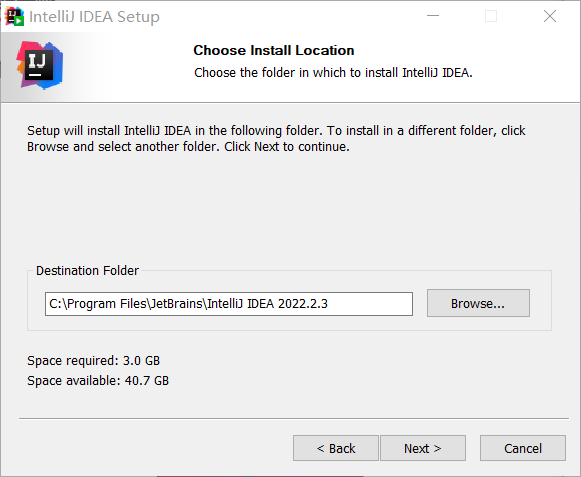 IntelliJ IDEA Setup
IJ
Choose Install Location
Choose the folder in which to install IntelliJ IDEA.
Setup will install IntelliJ IDEA in the following folder. To install in a different folder, click
Browse and select another folder. Click Next to continue.
Destination Folder
C:\Program Files\JetBrains\IntelliJ IDEA 2022.2.3
Browse...
Space required: 3.0 GB
Space available: 40.7 GB
< Back
Next >
Cancel